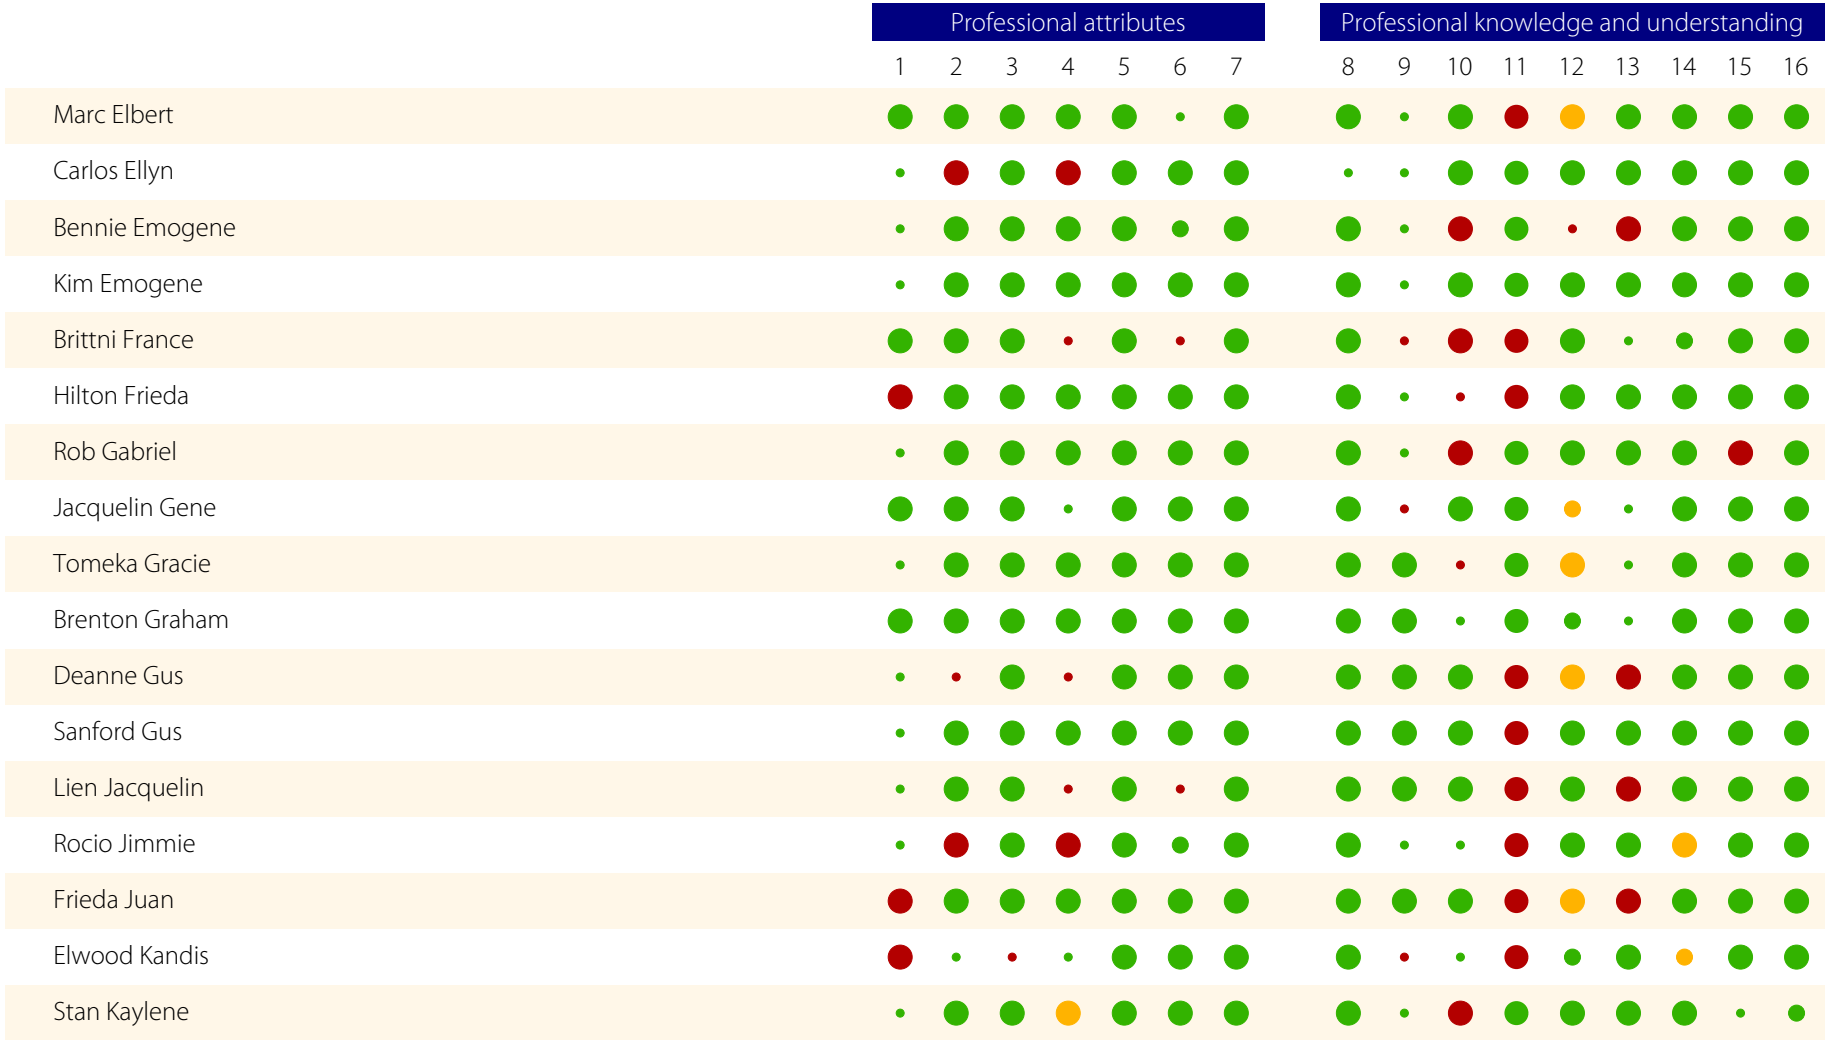 Professional attributes Professional knowledge and understanding
1 2 3 4 5 6 7 8 9 10 11 12 13 14 15 16
Marc Elbert
Carlos Ellyn
Bennie Emogene
Kim Emogene
Brittni France
Hilton Frieda
Rob Gabriel
Jacquelin Gene
Tomeka Gracie
Brenton Graham
Deanne Gus
Sanford Gus
Lien Jacquelin
Rocio Jimmie
Frieda Juan
Elwood Kandis
Stan Kaylene